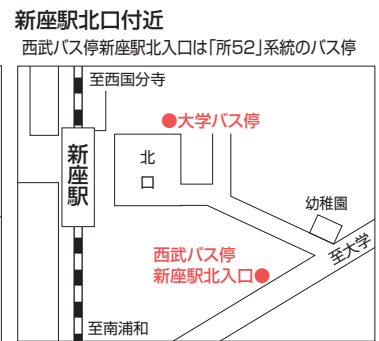 新座駅北口付近
西武バス停新座駅北入口は「所52」系統のバス停
至西国分寺
●大学バス停
新座駅
北口
幼稚園
至大学
西武バス停
新座駅北入口●
至南浦和